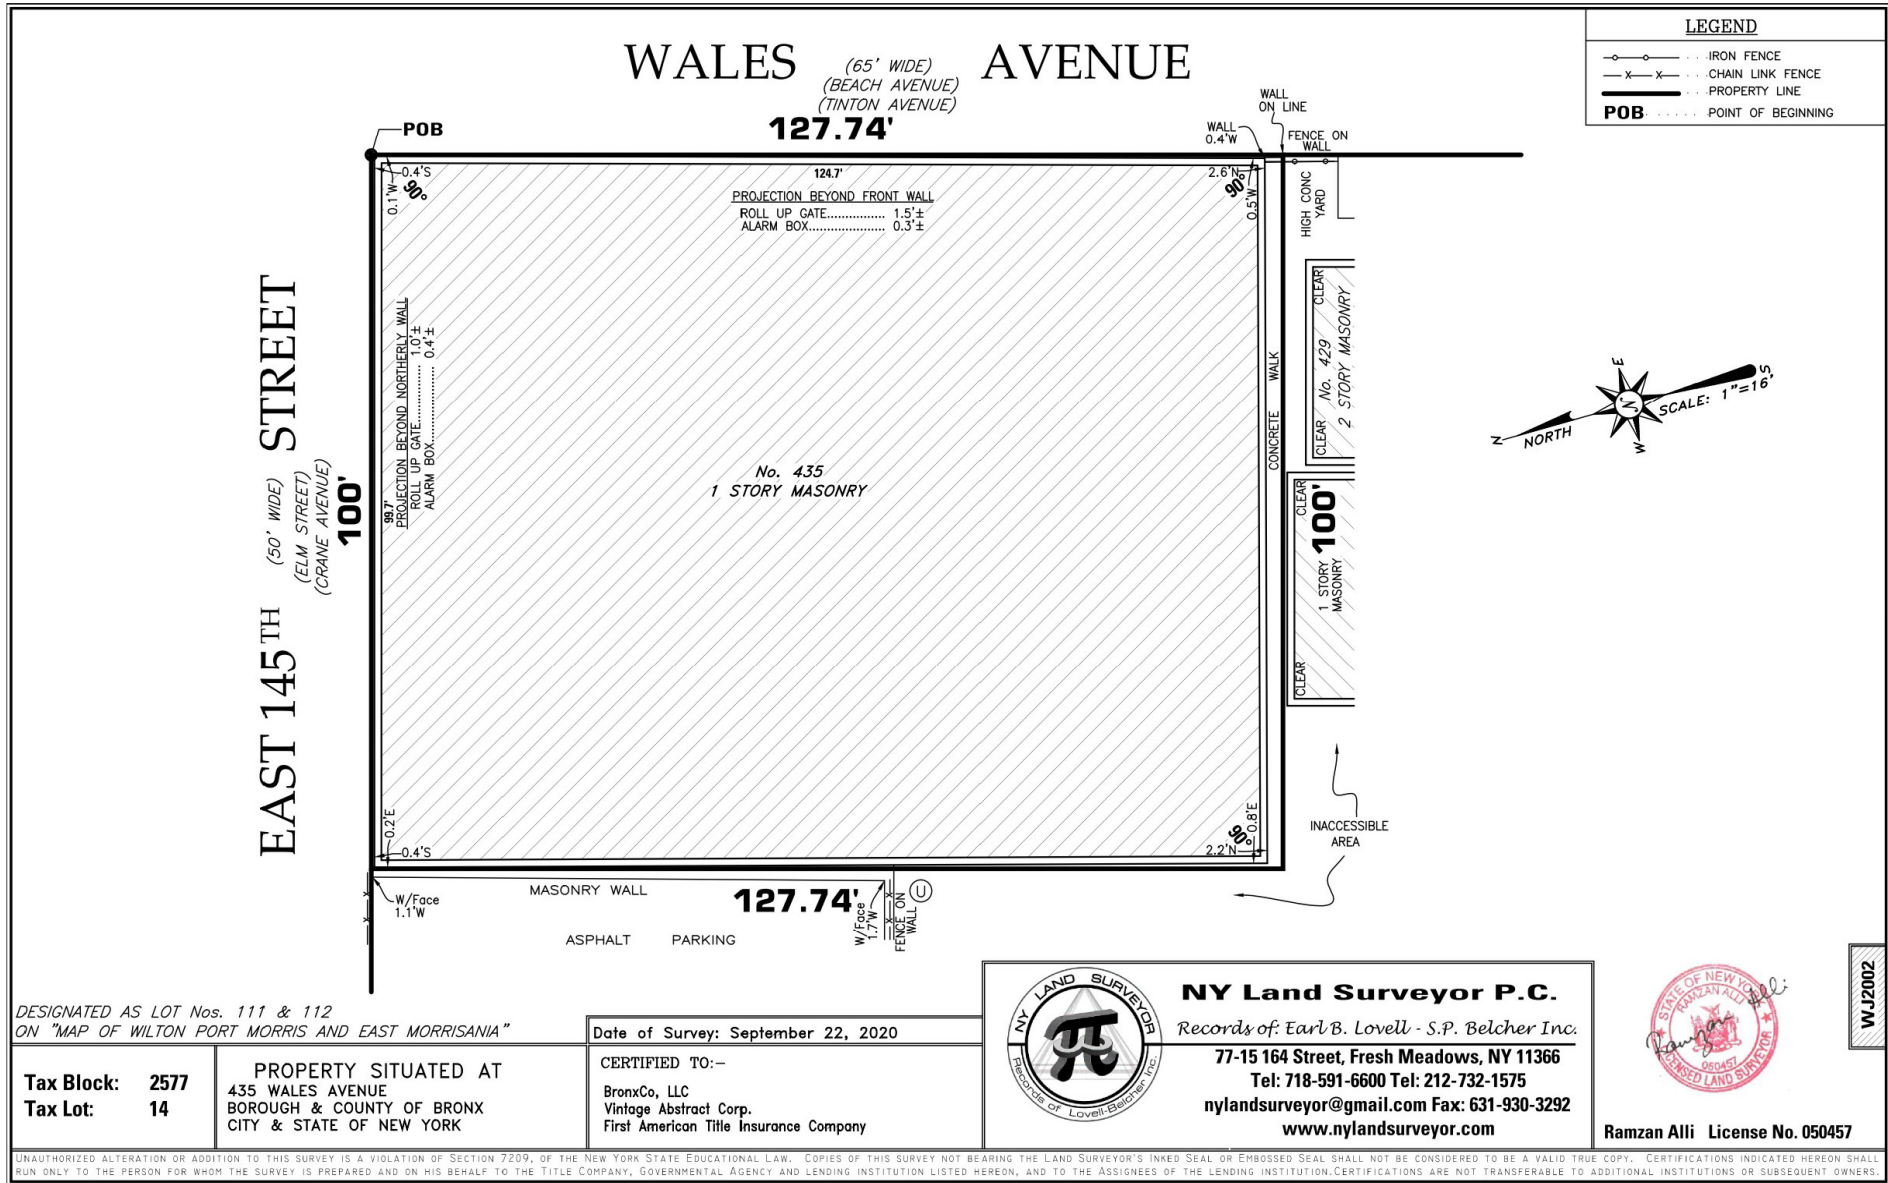 WALES AVENUE
(65' WIDE)
(BEACH AVENUE)
(TINTON AVENUE)
127.74'
POB
LEGEND
IRON FENCE
CHAIN LINK FENCE
PROPERTY LINE
POB POINT OF BEGINNING
WALL
ON LINE
WALL
0.4'W
FENCE ON
WALL
0.4'S
0.1'W
90°
124.7'
2.6'N
90°
0.5'W
PROJECTION BEYOND FRONT WALL
ROLL UP GATE................ 1.5'±
ALARM BOX..................... 0.3'±
HIGH CONC
YARD
EAST 145TH STREET
(50' WIDE)
(ELM STREET)
(CRANE AVENUE)
100'
99.7'
PROJECTION BEYOND NORTHERLY WALL
ROLL UP GATE................ 1.0'±
ALARM BOX..................... 0.4'±
No. 435
1 STORY MASONRY
CONCRETE WALK
CLEAR
CLEAR
No. 429
2 STORY MASONRY
CLEAR
CLEAR
100'
1 STORY
MASONRY
E
S
N
W
N
NORTH
SCALE: 1"=16'
0.2'E
0.4'S
0.8'E
90°
2.2'N
INACCESSIBLE
AREA
W/Face
1.1'W
MASONRY WALL
127.74'
W/Face
1.7'W
FENCE ON
WALL
U
ASPHALT PARKING
DESIGNATED AS LOT Nos. 111 & 112
ON "MAP OF WILTON PORT MORRIS AND EAST MORRISANIA"
Tax Block: 2577
Tax Lot: 14
PROPERTY SITUATED AT
435 WALES AVENUE
BOROUGH & COUNTY OF BRONX
CITY & STATE OF NEW YORK
Date of Survey: September 22, 2020
CERTIFIED TO:-
BronxCo, LLC
Vintage Abstract Corp.
First American Title Insurance Company
NY LAND SURVEYOR
Records of Lovell-Belcher Inc.
NY Land Surveyor P.C.
Records of: Earl B. Lovell - S.P. Belcher Inc.
77-15 164 Street, Fresh Meadows, NY 11366
Tel: 718-591-6600 Tel: 212-732-1575
nylandsurveyor@gmail.com Fax: 631-930-3292
www.nylandsurveyor.com
STATE OF NEW YORK
RAMZAN ALLI
050457
LICENSED LAND SURVEYOR
Ramzan Alli
Ramzan Alli License No. 050457
WJ2002
UNAUTHORIZED ALTERATION OR ADDITION TO THIS SURVEY IS A VIOLATION OF SECTION 7209, OF THE NEW YORK STATE EDUCATIONAL LAW. COPIES OF THIS SURVEY NOT BEARING THE LAND SURVEYOR'S INKED SEAL OR EMBOSSED SEAL SHALL NOT BE CONSIDERED TO BE A VALID TRUE COPY. CERTIFICATIONS INDICATED HEREON SHALL
RUN ONLY TO THE PERSON FOR WHOM THE SURVEY IS PREPARED AND ON HIS BEHALF TO THE TITLE COMPANY, GOVERNMENTAL AGENCY AND LENDING INSTITUTION LISTED HEREON, AND TO THE ASSIGNEES OF THE LENDING INSTITUTION.CERTIFICATIONS ARE NOT TRANSFERABLE TO ADDITIONAL INSTITUTIONS OR SUBSEQUENT OWNERS.